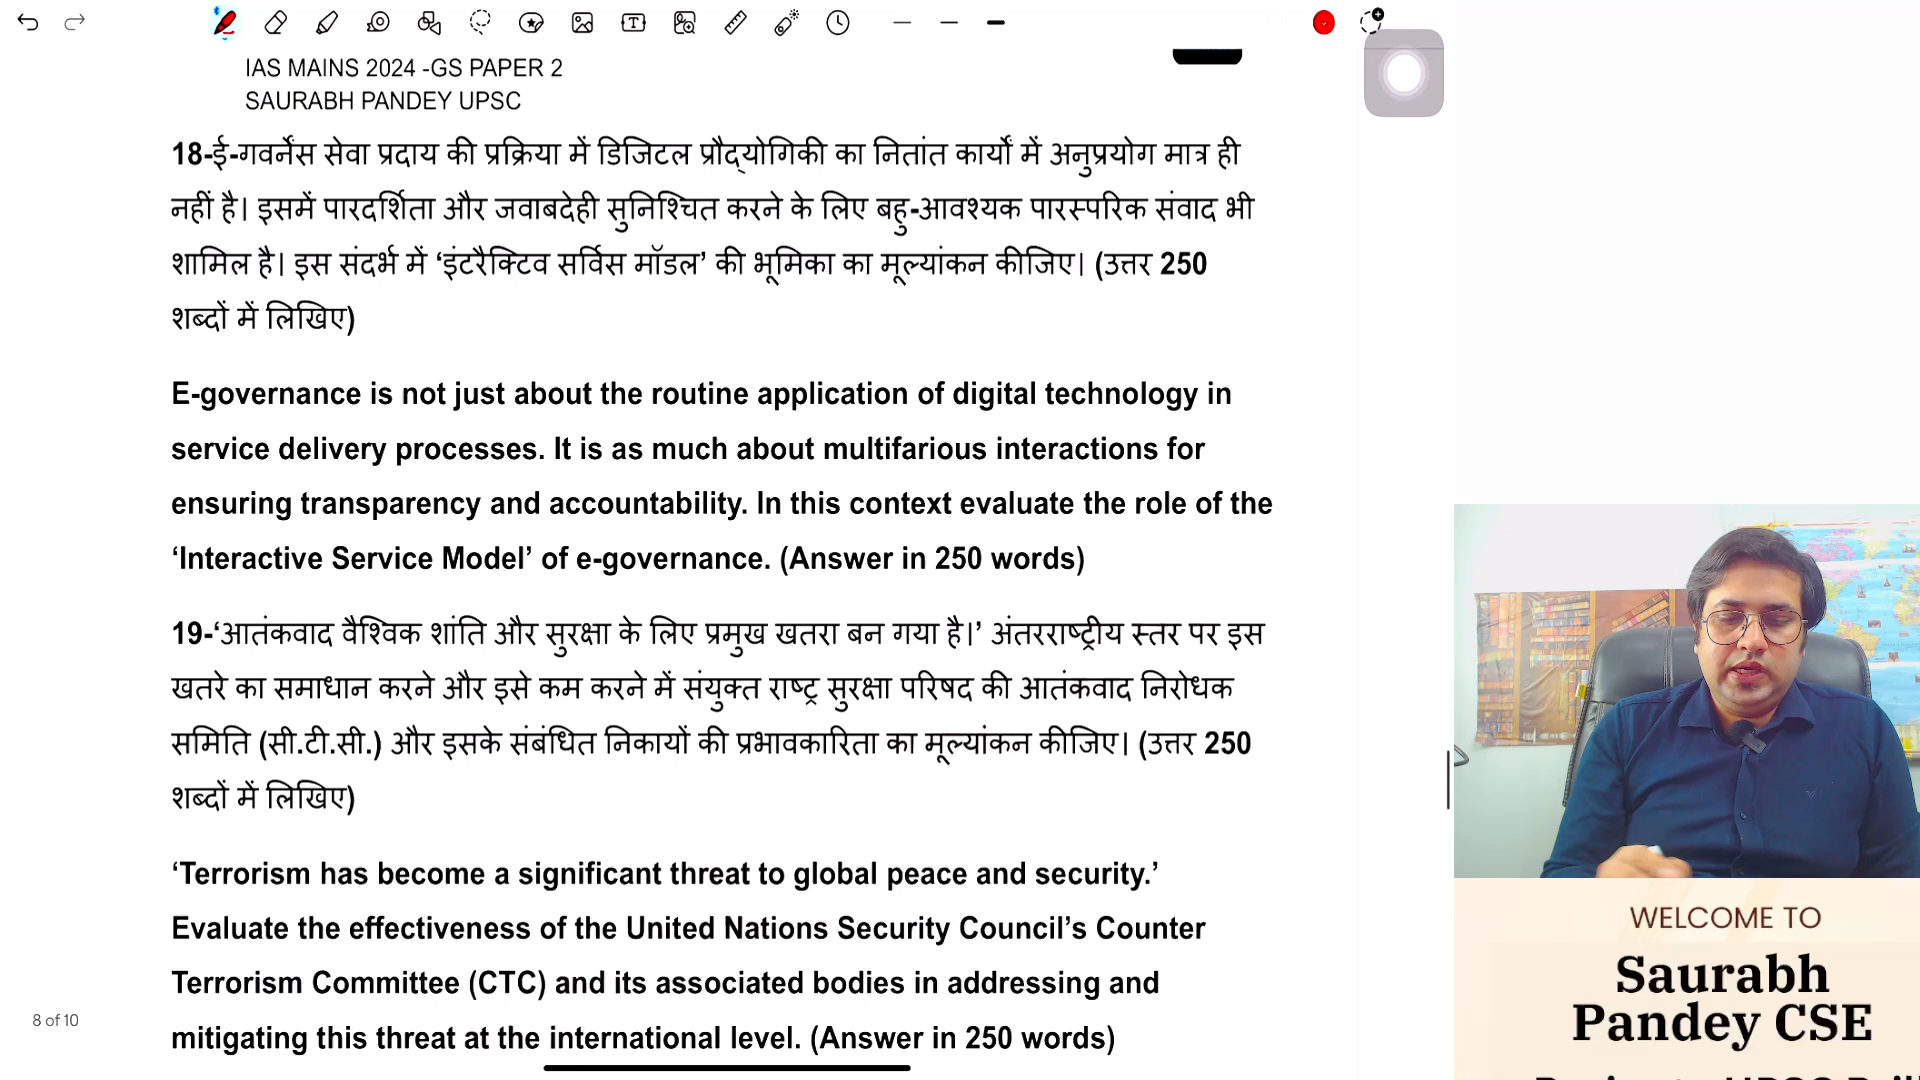 IAS MAINS 2024 -GS PAPER 2
SAURABH PANDEY UPSC
18-ई-गवर्नेंस सेवा प्रदाय की प्रक्रिया में डिजिटल प्रौद्योगिकी का नितांत कार्यों में अनुप्रयोग मात्र ही
नहीं है। इसमें पारदर्शिता और जवाबदेही सुनिश्चित करने के लिए बहु-आवश्यक पारस्परिक संवाद भी
शामिल है। इस संदर्भ में ‘इंटरैक्टिव सर्विस मॉडल’ की भूमिका का मूल्यांकन कीजिए। (उत्तर 250
शब्दों में लिखिए)
E-governance is not just about the routine application of digital technology in
service delivery processes. It is as much about multifarious interactions for
ensuring transparency and accountability. In this context evaluate the role of the
‘Interactive Service Model’ of e-governance. (Answer in 250 words)
19-‘आतंकवाद वैश्विक शांति और सुरक्षा के लिए प्रमुख खतरा बन गया है।’ अंतरराष्ट्रीय स्तर पर इस
खतरे का समाधान करने और इसे कम करने में संयुक्त राष्ट्र सुरक्षा परिषद की आतंकवाद निरोधक
समिति (सी.टी.सी.) और इसके संबंधित निकायों की प्रभावकारिता का मूल्यांकन कीजिए। (उत्तर 250
शब्दों में लिखिए)
‘Terrorism has become a significant threat to global peace and security.’
Evaluate the effectiveness of the United Nations Security Council’s Counter
Terrorism Committee (CTC) and its associated bodies in addressing and
mitigating this threat at the international level. (Answer in 250 words)
8 of 10
WELCOME TO
Saurabh
Pandey CSE